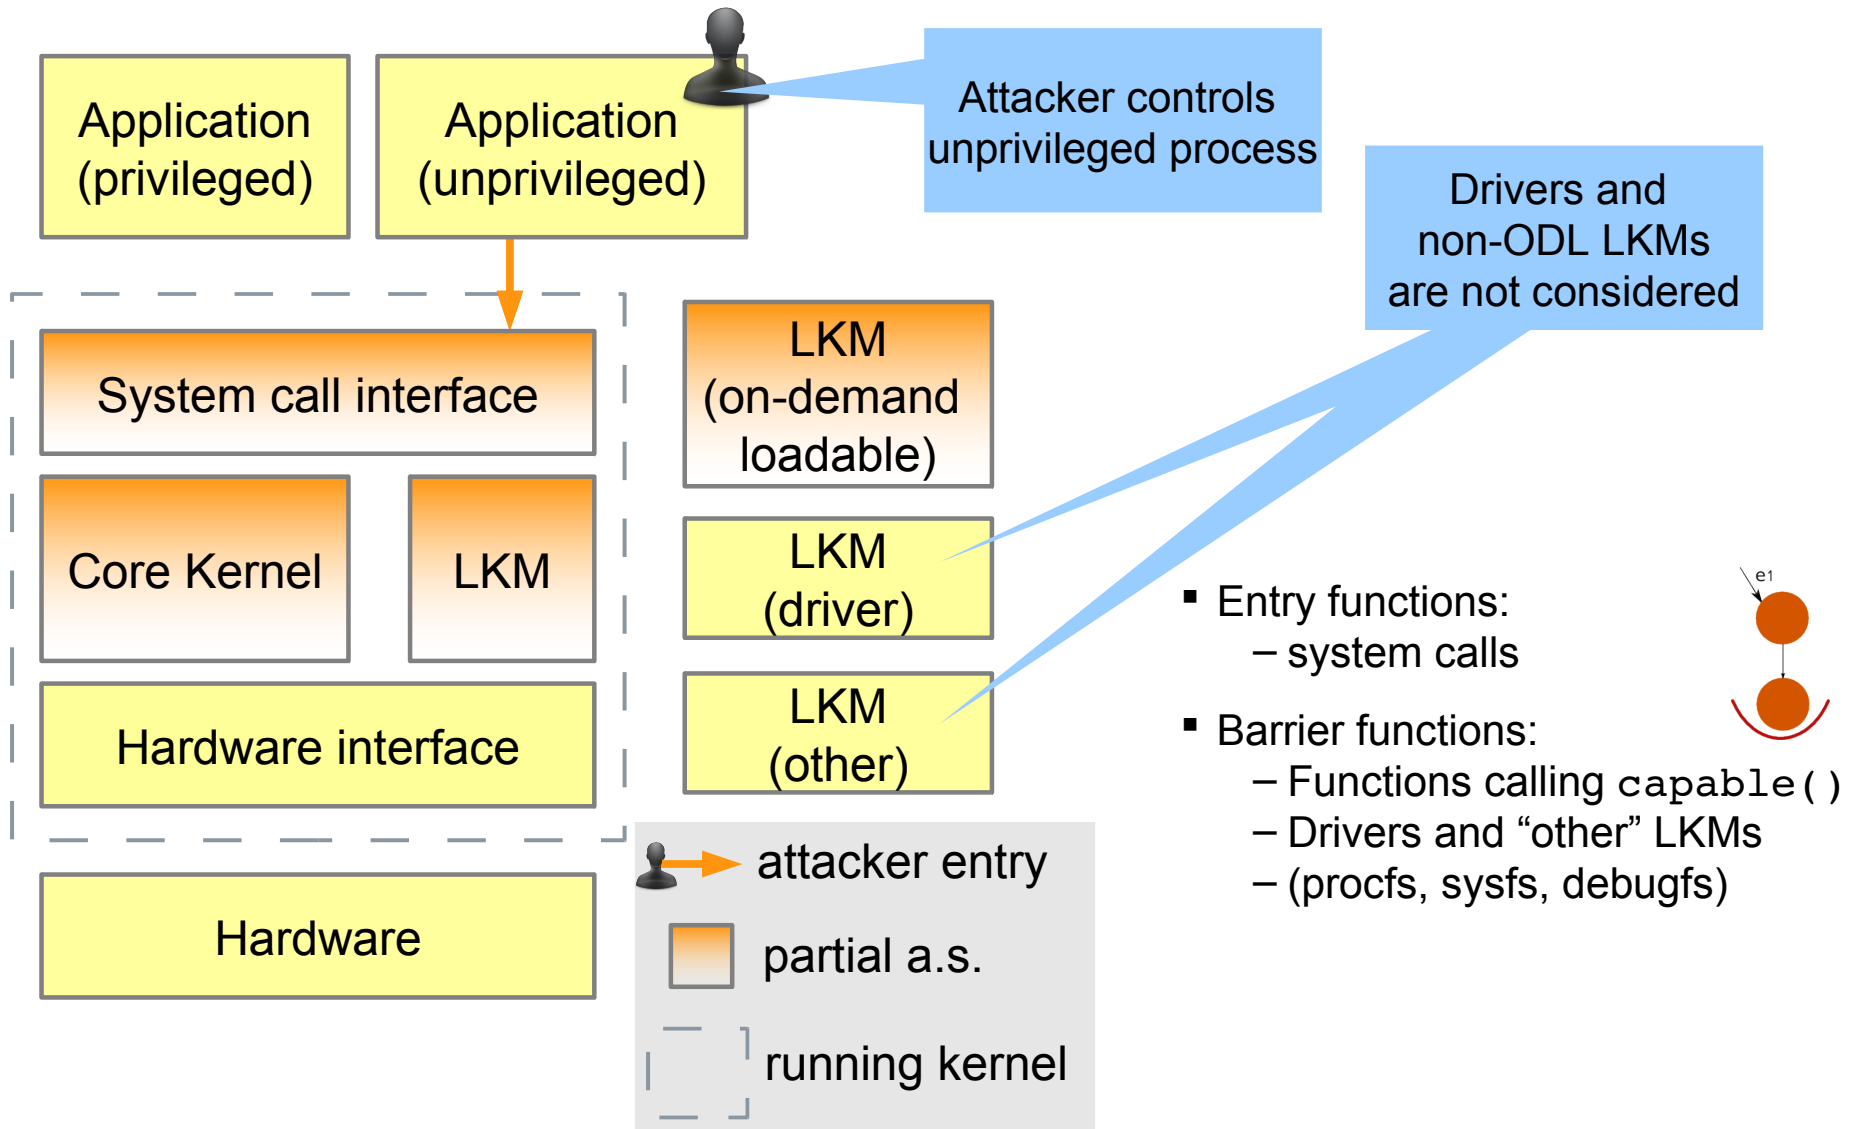 Application
(privileged)
Application
(unprivileged)
Attacker controls
unprivileged process
Drivers and
non-ODL LKMs
are not considered
System call interface
Core Kernel
LKM
Hardware interface
Hardware
LKM
(on-demand
loadable)
LKM
(driver)
LKM
(other)
attacker entry
partial a.s.
running kernel
▪ Entry functions:
– system calls
▪ Barrier functions:
– Functions calling capable()
– Drivers and “other” LKMs
– (procfs, sysfs, debugfs)
e1